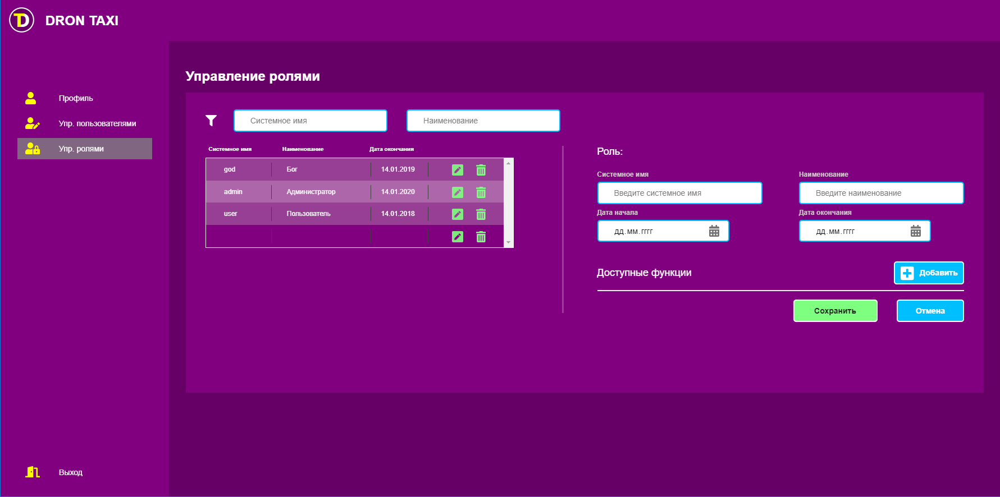 DRON TAXI
Профиль
Упр. пользователями
Упр. ролями
Выход
Управление ролями
Системное имя
Наименование
Системное имя Наименование Дата окончания
god Бог 14.01.2019
admin Администратор 14.01.2020
user Пользователь 14.01.2018
Роль:
Системное имя
Введите системное имя
Наименование
Введите наименование
Дата начала
дд.мм.гггг
Дата окончания
дд.мм.гггг
Доступные функции
Добавить
Сохранить
Отмена